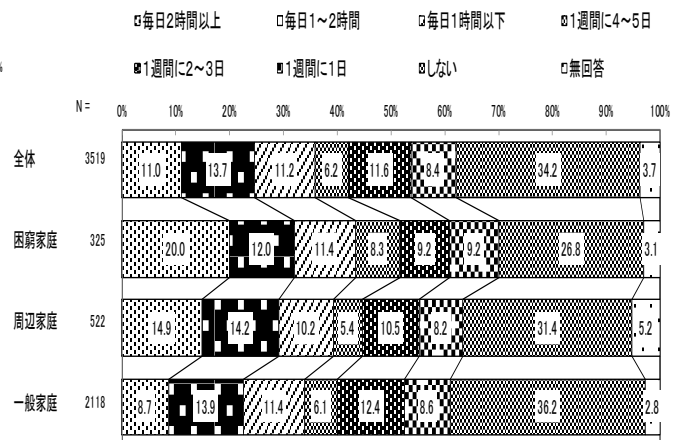 毎日2時間以上 毎日1～2時間 毎日1時間以下 1週間に4～5日
% 1週間に2～3日 1週間に1日 しない 無回答
N = 0% 10% 20% 30% 40% 50% 60% 70% 80% 90% 100%
全体 3519 11.0 13.7 11.2 6.2 11.6 8.4 34.2 3.7
困窮家庭 325 20.0 12.0 11.4 8.3 9.2 9.2 26.8 3.1
周辺家庭 522 14.9 14.2 10.2 5.4 10.5 8.2 31.4 5.2
一般家庭 2118 8.7 13.9 11.4 6.1 12.4 8.6 36.2 2.8